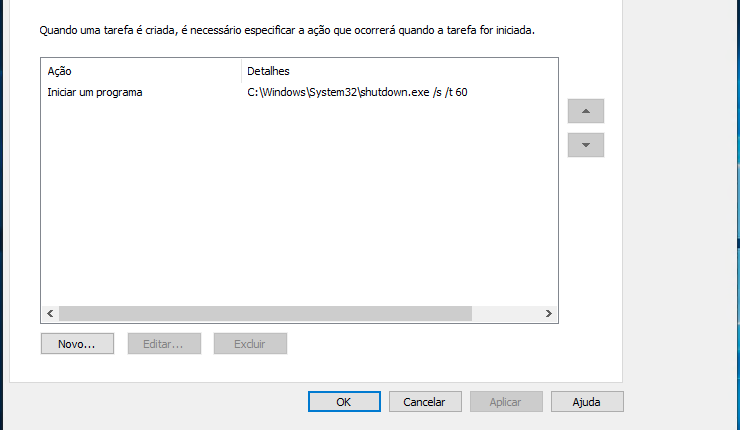 Quando uma tarefa é criada, é necessário especificar a ação que ocorrerá quando a tarefa for iniciada.
Ação Detalhes
Iniciar um programa C:\Windows\System32\shutdown.exe /s /t 60
Novo... Editar... Excluir
OK Cancelar Aplicar Ajuda